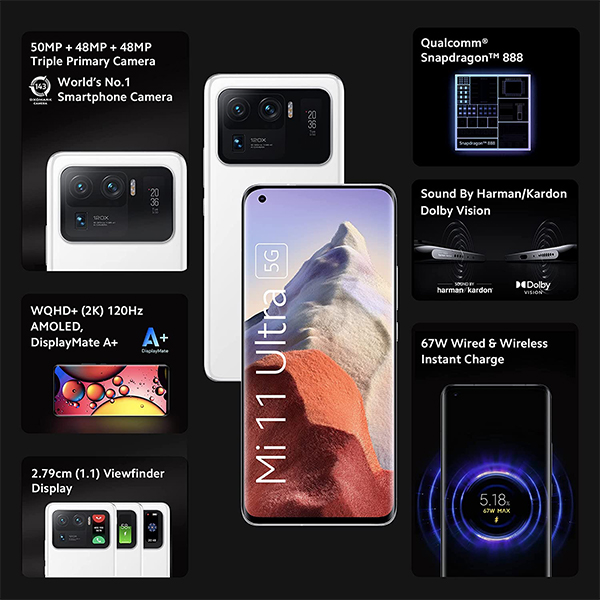 50MP + 48MP + 48MP
Triple Primary Camera
143
DXOMARK
CAMERA
World's No.1
Smartphone Camera
120X
WQHD+ (2K) 120Hz
AMOLED,
DisplayMate A+
A+
DisplayMate
2.79cm (1.1) Viewfinder
Display
120X
Mi 11 Ultra 5G
Qualcomm®
Snapdragon™ 888
Snapdragon™ 888
Sound By Harman/Kardon
Dolby Vision
SOUND BY
harman/kardon
Dolby
VISION
67W Wired & Wireless
Instant Charge
5.18%
67W MAX